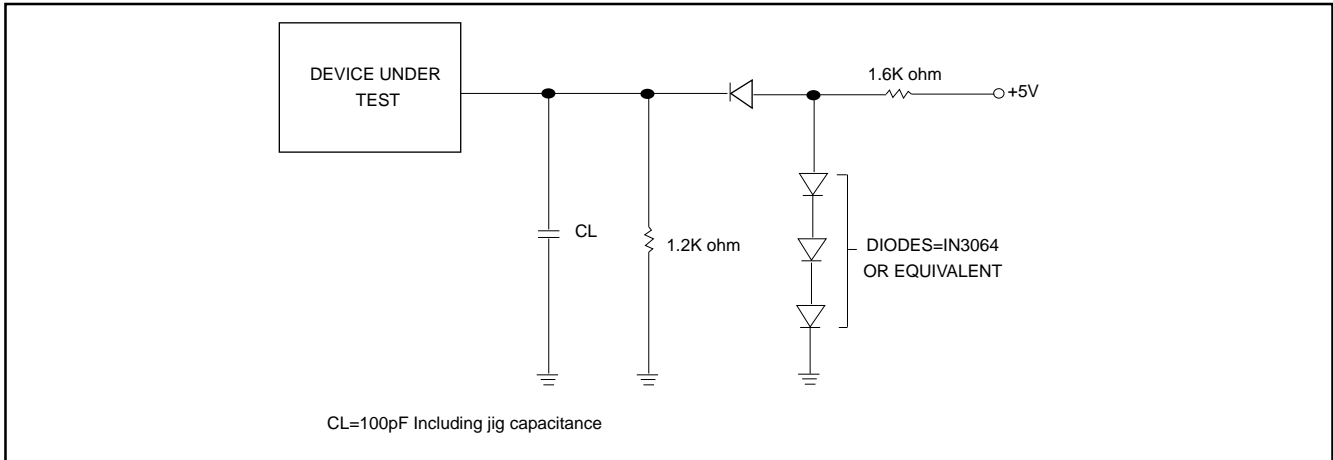 DEVICE UNDER
TEST
1.6K ohm
+5V
CL
1.2K ohm
DIODES=IN3064
OR EQUIVALENT
CL=100pF Including jig capacitance